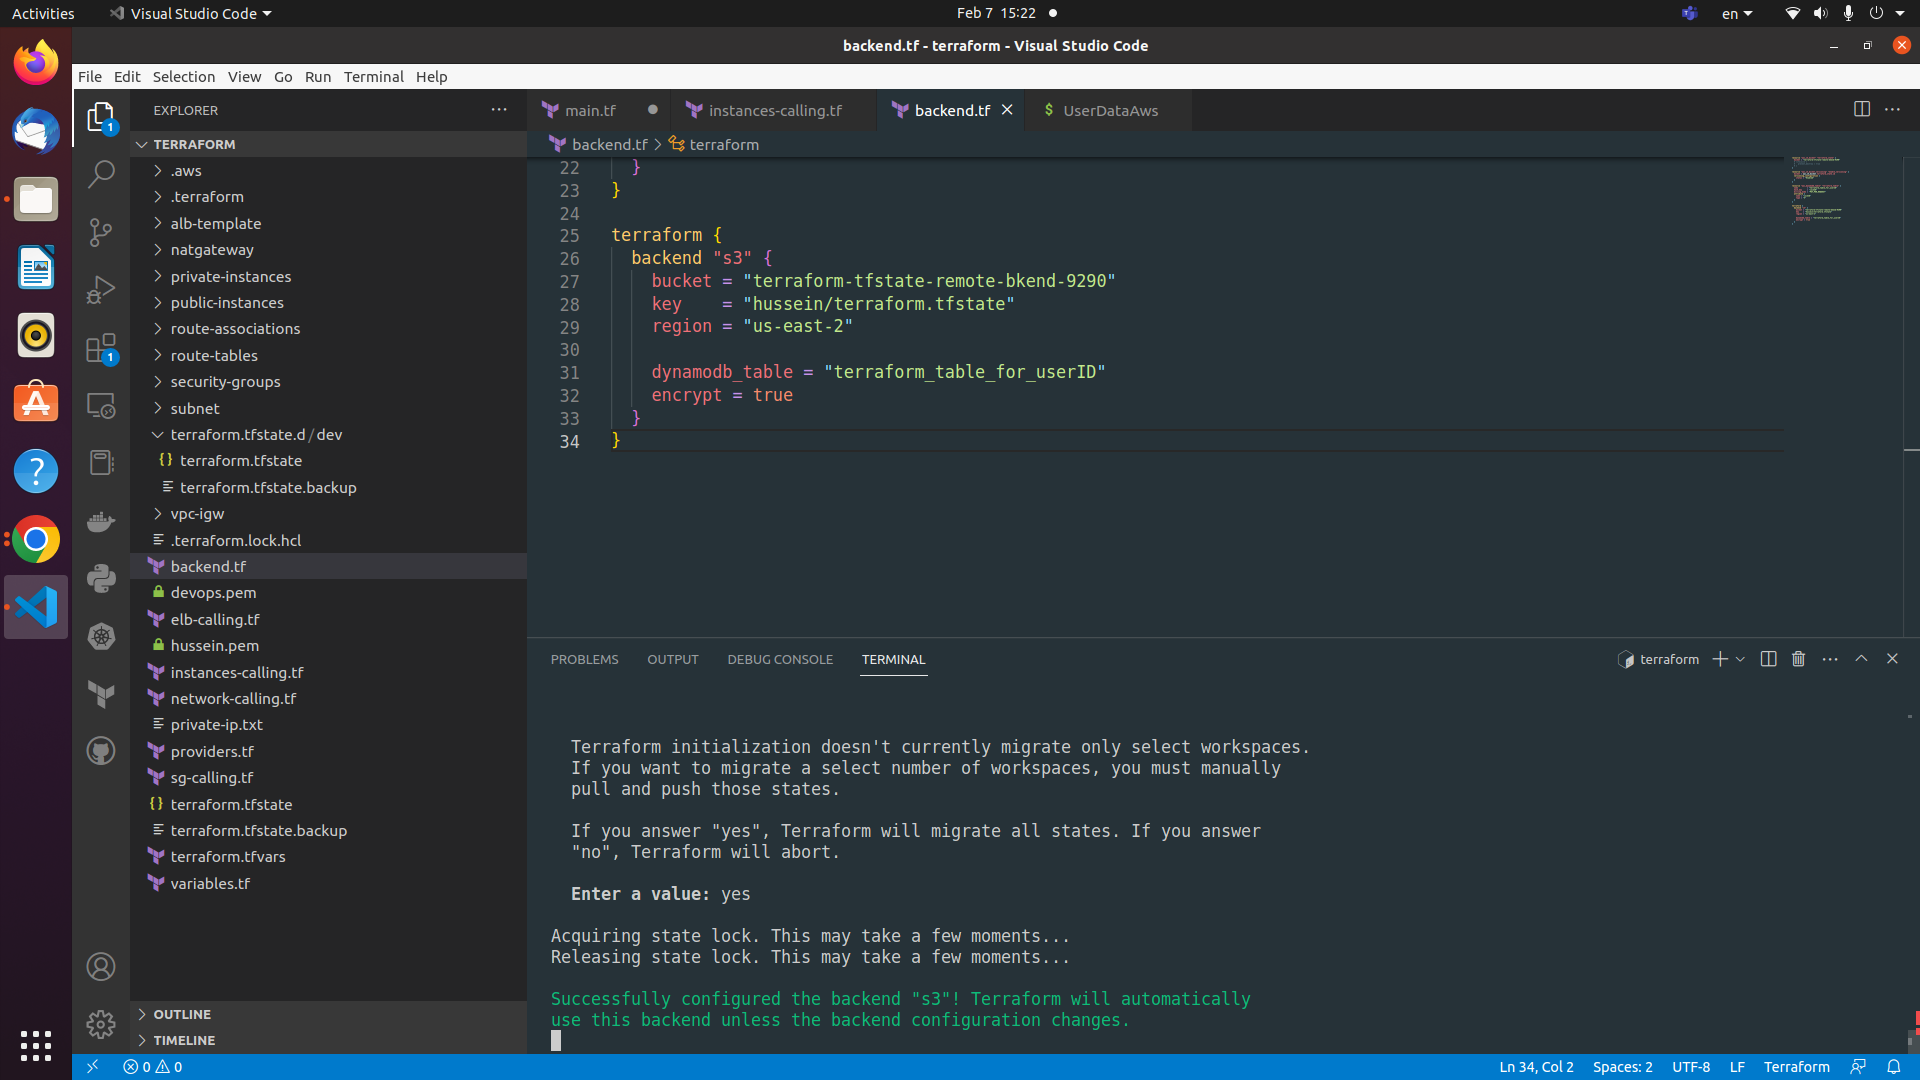 Activities
Visual Studio Code
Feb 7 15:22
en
backend.tf - terraform - Visual Studio Code
File Edit Selection View Go Run Terminal Help
EXPLORER
TERRAFORM
.aws
.terraform
alb-template
natgateway
private-instances
public-instances
route-associations
route-tables
security-groups
subnet
terraform.tfstate.d/dev
{} terraform.tfstate
terraform.tfstate.backup
vpc-igw
.terraform.lock.hcl
backend.tf
devops.pem
elb-calling.tf
hussein.pem
instances-calling.tf
network-calling.tf
private-ip.txt
providers.tf
sg-calling.tf
{} terraform.tfstate
terraform.tfstate.backup
terraform.tfvars
variables.tf
OUTLINE
TIMELINE
1
1
main.tf
instances-calling.tf
backend.tf
$ UserDataAws
backend.tf > terraform
22 }
23 }
24
25 terraform {
26 backend "s3" {
27 bucket = "terraform-tfstate-remote-bkend-9290"
28 key = "hussein/terraform.tfstate"
29 region = "us-east-2"
30
31 dynamodb_table = "terraform_table_for_userID"
32 encrypt = true
33 }
34 }
PROBLEMS OUTPUT DEBUG CONSOLE TERMINAL
terraform
Terraform initialization doesn't currently migrate only select workspaces.
If you want to migrate a select number of workspaces, you must manually
pull and push those states.
If you answer "yes", Terraform will migrate all states. If you answer
"no", Terraform will abort.
Enter a value: yes
Acquiring state lock. This may take a few moments...
Releasing state lock. This may take a few moments...
Successfully configured the backend "s3"! Terraform will automatically
use this backend unless the backend configuration changes.
0 0
Ln 34, Col 2
Spaces: 2
UTF-8
LF
Terraform